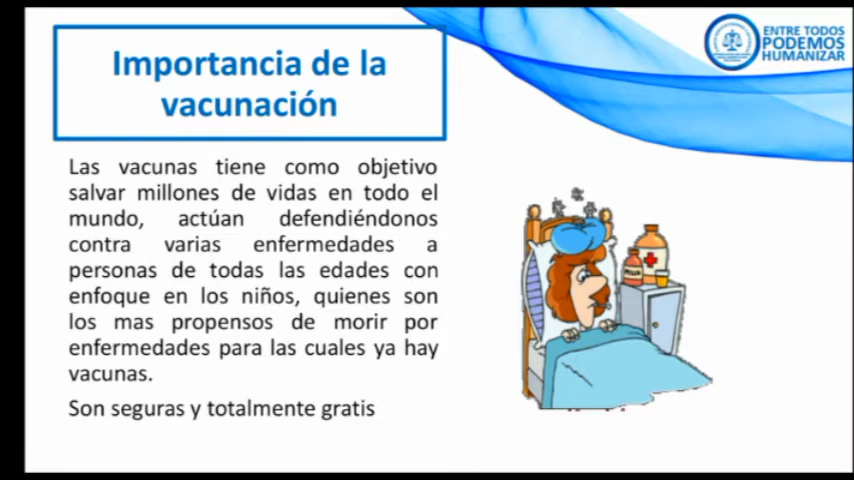 Importancia de la
vacunación
ENTRE TODOS
PODEMOS
HUMANIZAR
Las vacunas tiene como objetivo
salvar millones de vidas en todo el
mundo, actúan defendiéndonos
contra varias enfermedades a
personas de todas las edades con
enfoque en los niños, quienes son
los mas propensos de morir por
enfermedades para las cuales ya hay
vacunas.
Son seguras y totalmente gratis